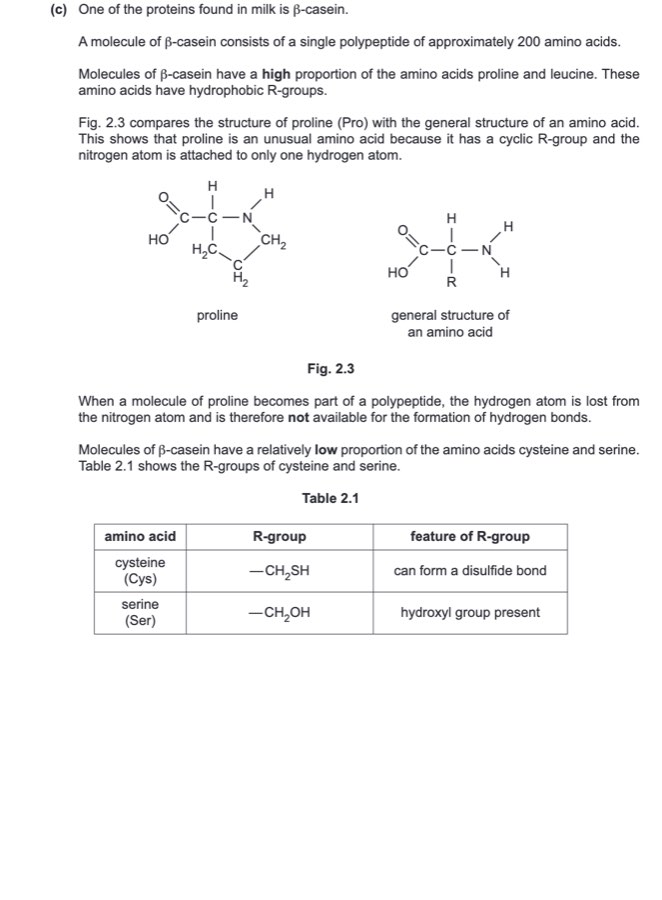 (c) One of the proteins found in milk is β-casein.
A molecule of β-casein consists of a single polypeptide of approximately 200 amino acids.
Molecules of β-casein have a high proportion of the amino acids proline and leucine. These
amino acids have hydrophobic R-groups.
Fig. 2.3 compares the structure of proline (Pro) with the general structure of an amino acid.
This shows that proline is an unusual amino acid because it has a cyclic R-group and the
nitrogen atom is attached to only one hydrogen atom.
H H
O
C—C—N
HO H₂C CH₂
C
H₂
H H
O
C—C—N
HO R H
proline general structure of
an amino acid
Fig. 2.3
When a molecule of proline becomes part of a polypeptide, the hydrogen atom is lost from
the nitrogen atom and is therefore not available for the formation of hydrogen bonds.
Molecules of β-casein have a relatively low proportion of the amino acids cysteine and serine.
Table 2.1 shows the R-groups of cysteine and serine.
Table 2.1
amino acid R-group feature of R-group
cysteine
(Cys) —CH₂SH can form a disulfide bond
serine
(Ser) —CH₂OH hydroxyl group present